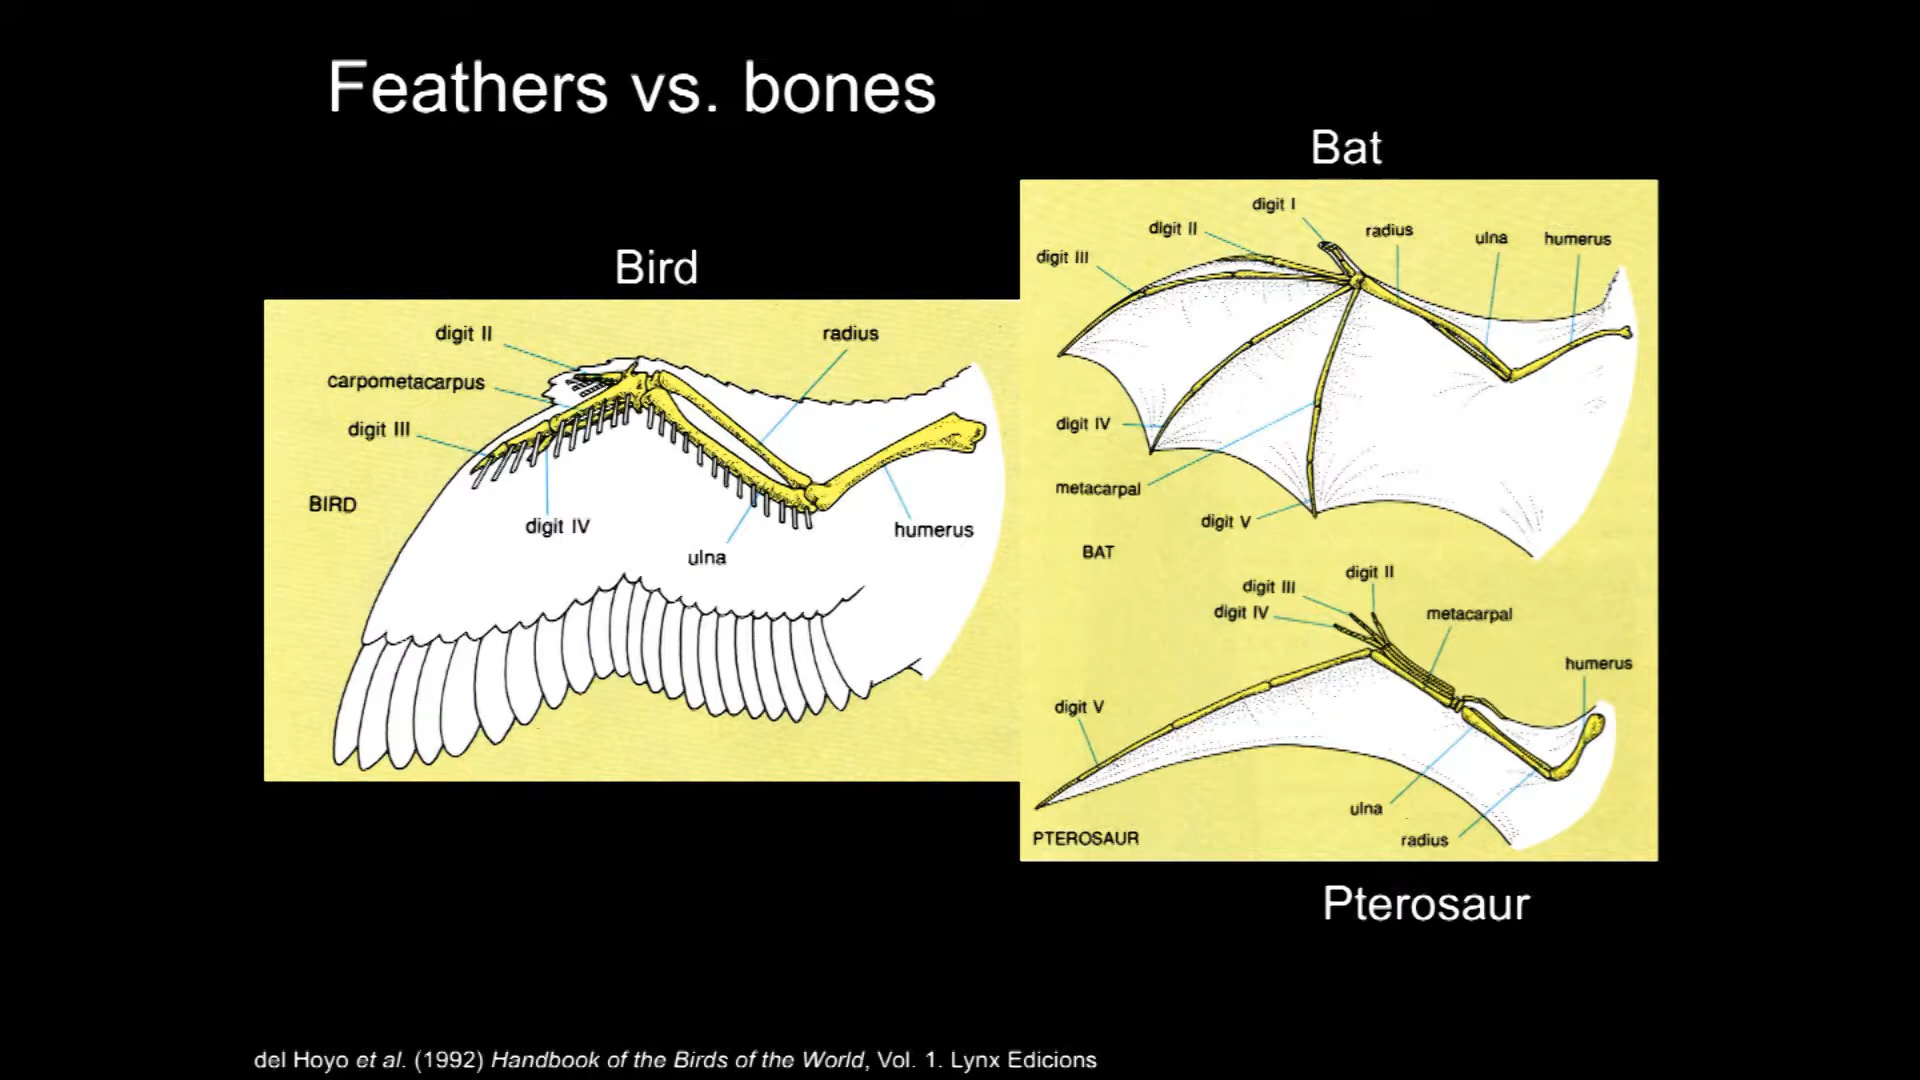 Feathers vs. bones
Bird
digit II
radius
carpometacarpus
digit III
BIRD
digit IV
ulna
humerus
Bat
digit I
digit II
radius
ulna
humerus
digit III
digit IV
metacarpal
digit V
BAT
digit II
digit III
digit IV
metacarpal
humerus
digit V
ulna
radius
PTEROSAUR
Pterosaur
del Hoyo et al. (1992) Handbook of the Birds of the World, Vol. 1. Lynx Edicions